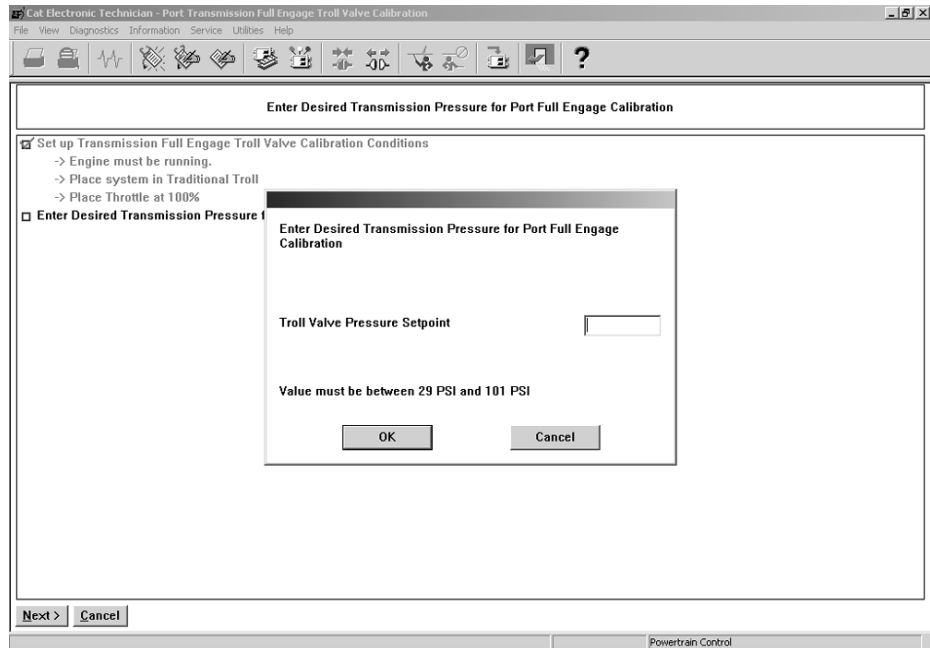 Cat Electronic Technician - Port Transmission Full Engage Troll Valve Calibration
File View Diagnostics Information Service Utilities Help
?
Enter Desired Transmission Pressure for Port Full Engage Calibration
Set up Transmission Full Engage Troll Valve Calibration Conditions
-> Engine must be running.
-> Place system in Traditional Troll
-> Place Throttle at 100%
Enter Desired Transmission Pressure
Enter Desired Transmission Pressure for Port Full Engage
Calibration
Troll Valve Pressure Setpoint
Value must be between 29 PSI and 101 PSI
OK Cancel
Next > Cancel
Powertrain Control